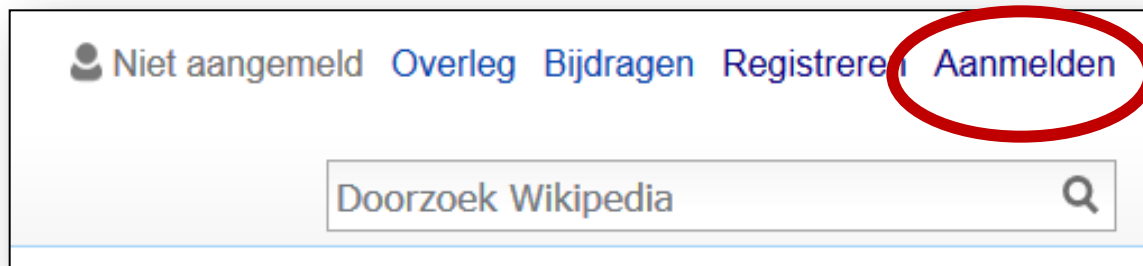 Niet aangemeld Overleg Bijdragen Registreren Aanmelden
Doorzoek Wikipedia